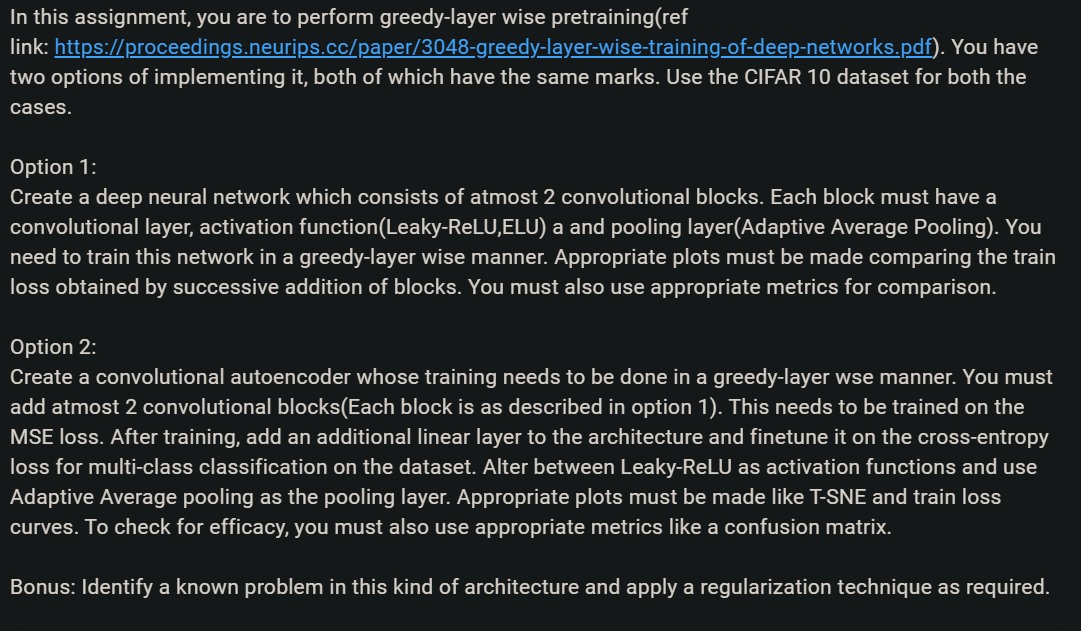 In this assignment, you are to perform greedy-layer wise pretraining(ref
link: https://proceedings.neurips.cc/paper/3048-greedy-layer-wise-training-of-deep-networks.pdf). You have
two options of implementing it, both of which have the same marks. Use the CIFAR 10 dataset for both the
cases.
Option 1:
Create a deep neural network which consists of atmost 2 convolutional blocks. Each block must have a
convolutional layer, activation function(Leaky-ReLU,ELU) a and pooling layer(Adaptive Average Pooling). You
need to train this network in a greedy-layer wise manner. Appropriate plots must be made comparing the train
loss obtained by successive addition of blocks. You must also use appropriate metrics for comparison.
Option 2:
Create a convolutional autoencoder whose training needs to be done in a greedy-layer wse manner. You must
add atmost 2 convolutional blocks(Each block is as described in option 1). This needs to be trained on the
MSE loss. After training, add an additional linear layer to the architecture and finetune it on the cross-entropy
loss for multi-class classification on the dataset. Alter between Leaky-ReLU as activation functions and use
Adaptive Average pooling as the pooling layer. Appropriate plots must be made like T-SNE and train loss
curves. To check for efficacy, you must also use appropriate metrics like a confusion matrix.
Bonus: Identify a known problem in this kind of architecture and apply a regularization technique as required.